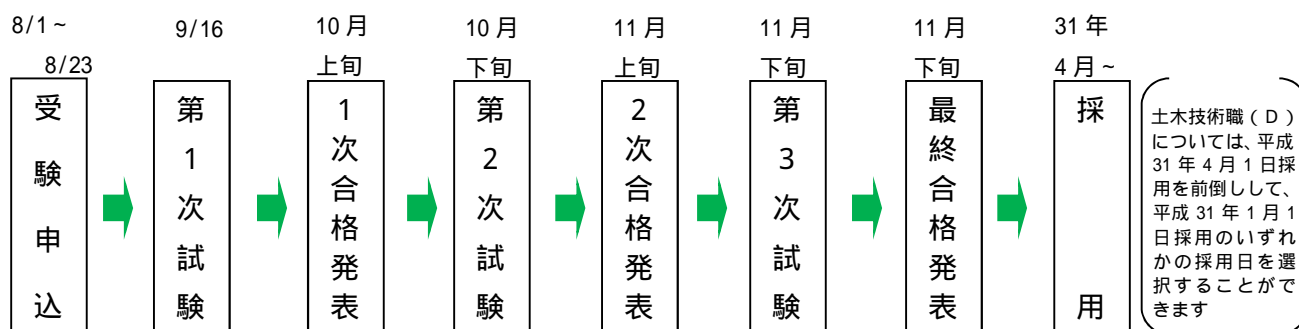 8/1～
8/23
受験申込
9/16
第1次試験
10月
上旬
1次合格発表
10月
下旬
第2次試験
11月
上旬
2次合格発表
11月
下旬
第3次試験
11月
下旬
最終合格発表
31年
4月～
採用
土木技術職（D）
については、平成
31年4月1日採
用を前倒しして、
平成31年1月1
日採用のいずれ
かの採用日を選
択することがで
きます